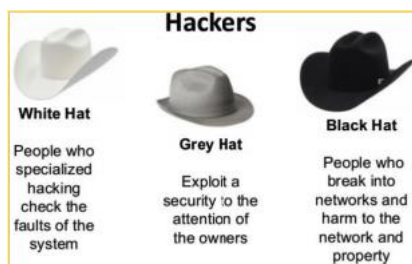 Hackers
White Hat
People who
specialized
hacking
check the
faults of the
system
Grey Hat
Exploit a
security to the
attention of
the owners
Black Hat
People who
break into
networks and
harm to the
network and
property